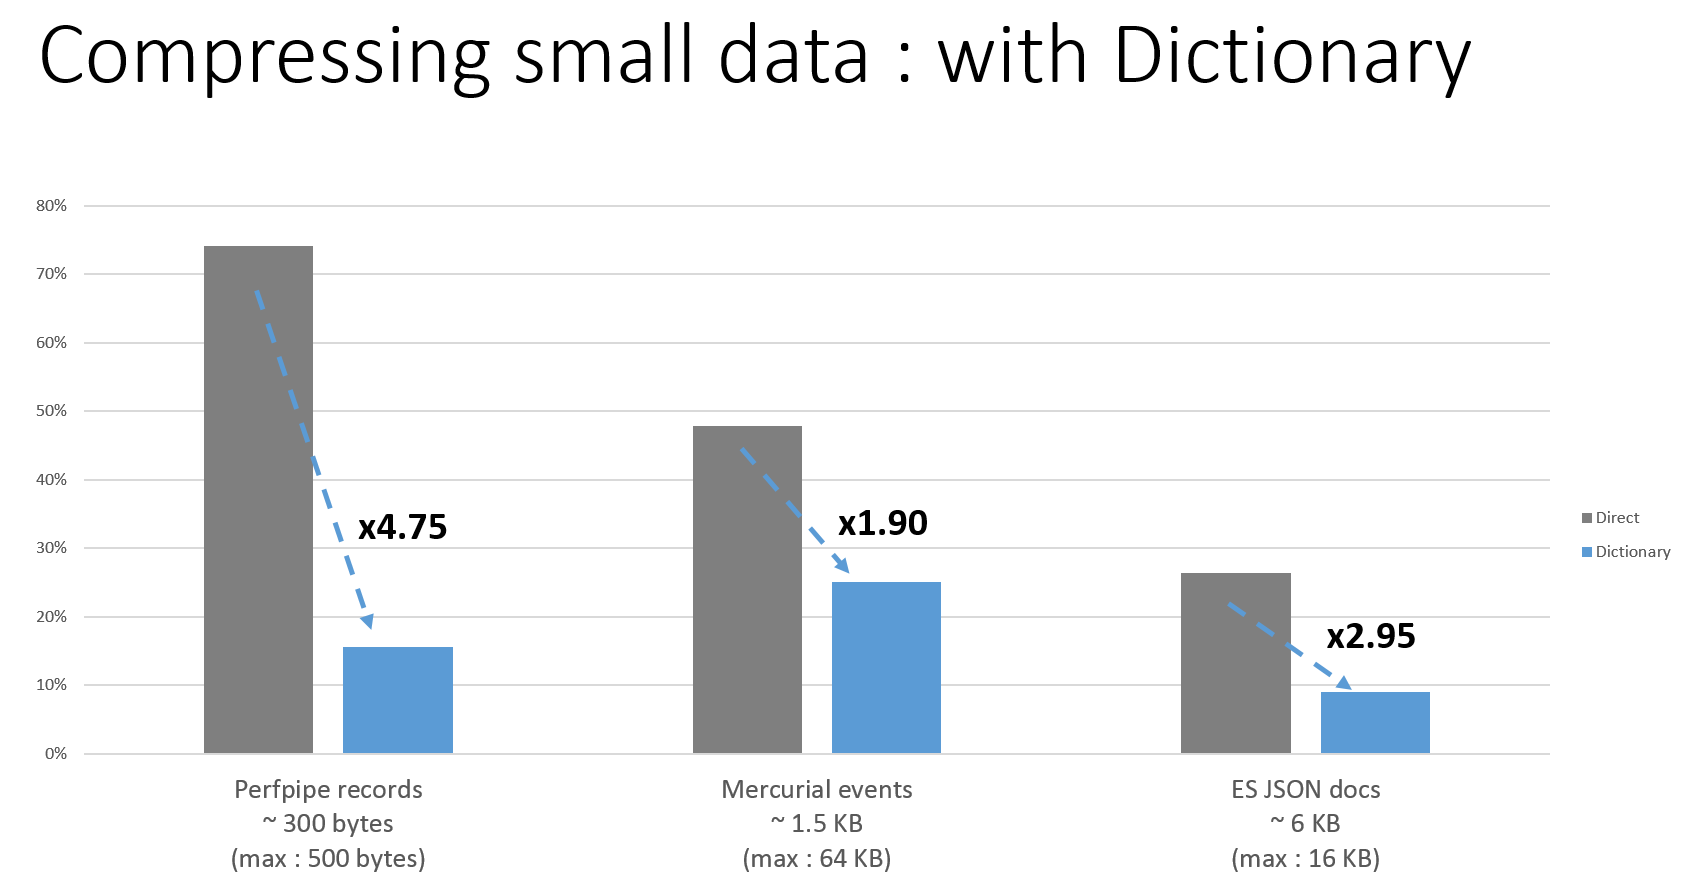 Compressing small data : with Dictionary
80%
70%
60%
50%
40%
30%
20%
10%
0%
x4.75
x1.90
x2.95
Direct
Dictionary
Perfpipe records
~ 300 bytes
(max : 500 bytes)
Mercurial events
~ 1.5 KB
(max : 64 KB)
ES JSON docs
~ 6 KB
(max : 16 KB)